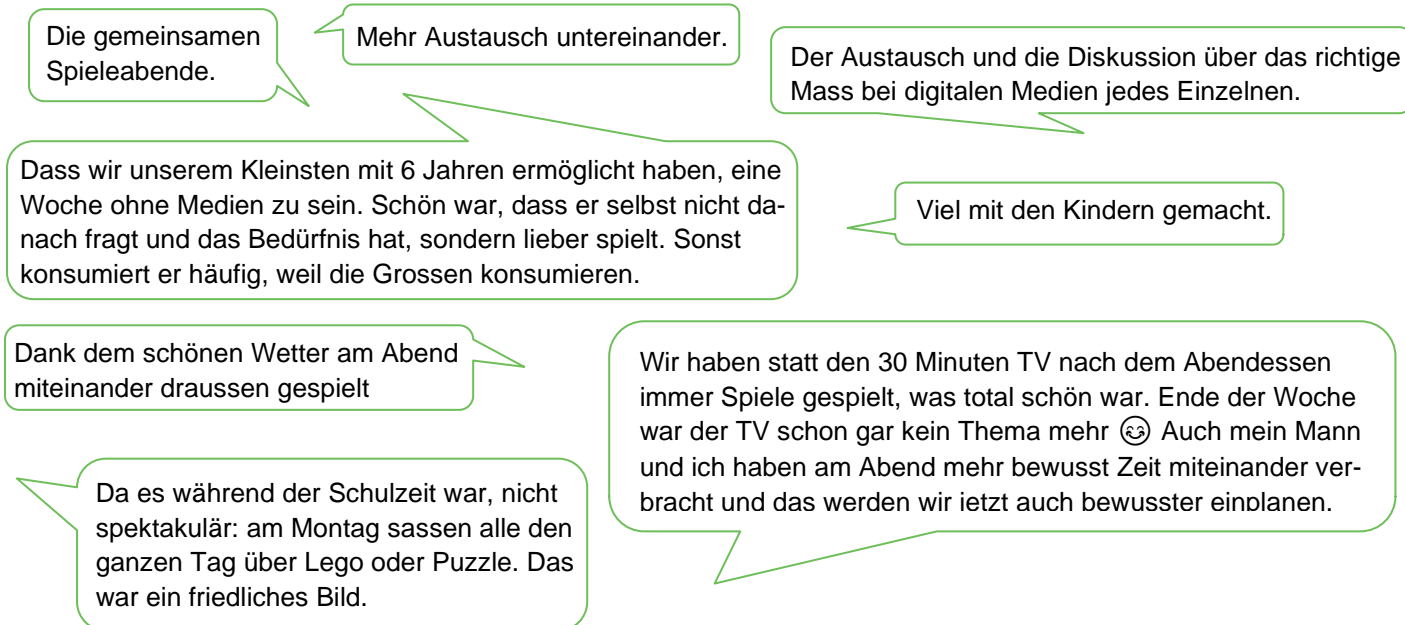 Die gemeinsamen
Spieleabende.
Mehr Austausch untereinander.
Der Austausch und die Diskussion über das richtige
Mass bei digitalen Medien jedes Einzelnen.
Dass wir unserem Kleinsten mit 6 Jahren ermöglicht haben, eine
Woche ohne Medien zu sein. Schön war, dass er selbst nicht da-
nach fragt und das Bedürfnis hat, sondern lieber spielt. Sonst
konsumiert er häufig, weil die Grossen konsumieren.
Viel mit den Kindern gemacht.
Dank dem schönen Wetter am Abend
miteinander draussen gespielt
Wir haben statt den 30 Minuten TV nach dem Abendessen
immer Spiele gespielt, was total schön war. Ende der Woche
war der TV schon gar kein Thema mehr 😊 Auch mein Mann
und ich haben am Abend mehr bewusst Zeit miteinander ver-
bracht und das werden wir jetzt auch bewusster einplanen.
Da es während der Schulzeit war, nicht
spektakulär: am Montag sassen alle den
ganzen Tag über Lego oder Puzzle. Das
war ein friedliches Bild.